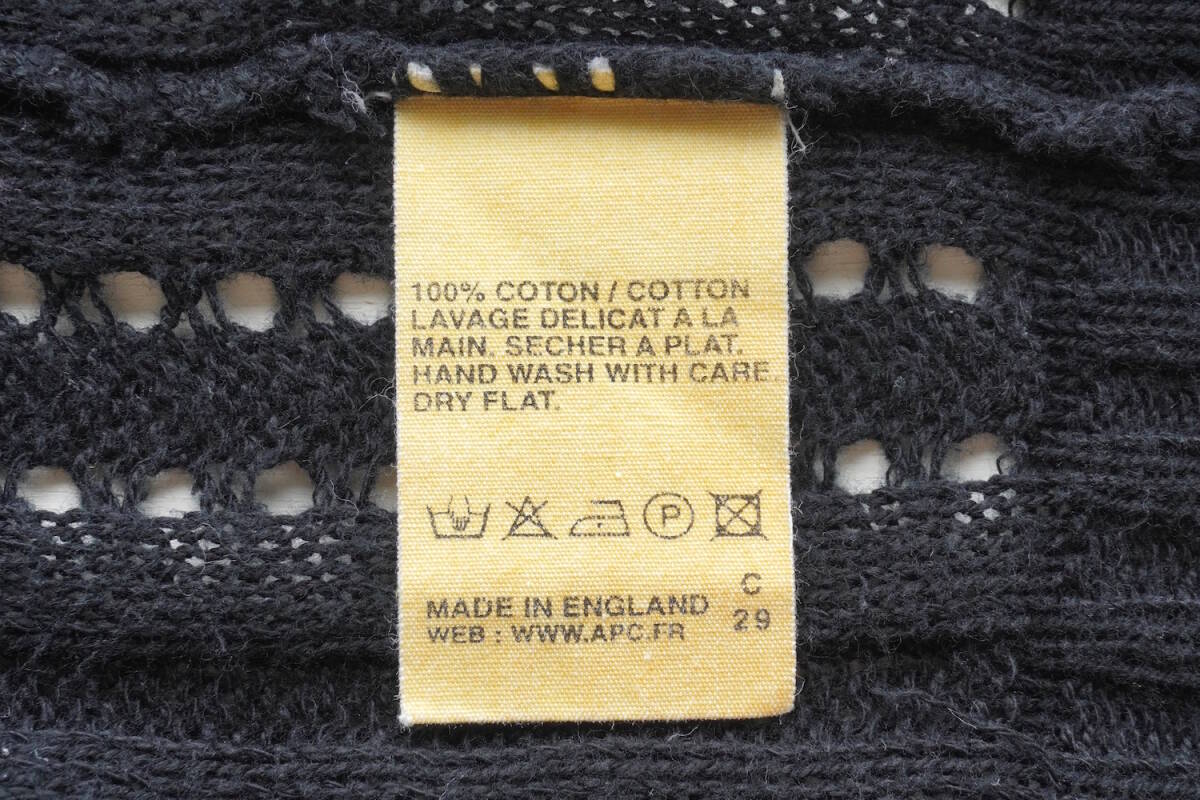 100% COTON / COTTON
LAVAGE DELICAT A LA
MAIN. SECHER A PLAT.
HAND WASH WITH CARE.
DRY FLAT.
P
C
MADE IN ENGLAND
29
WEB : WWW.APC.FR